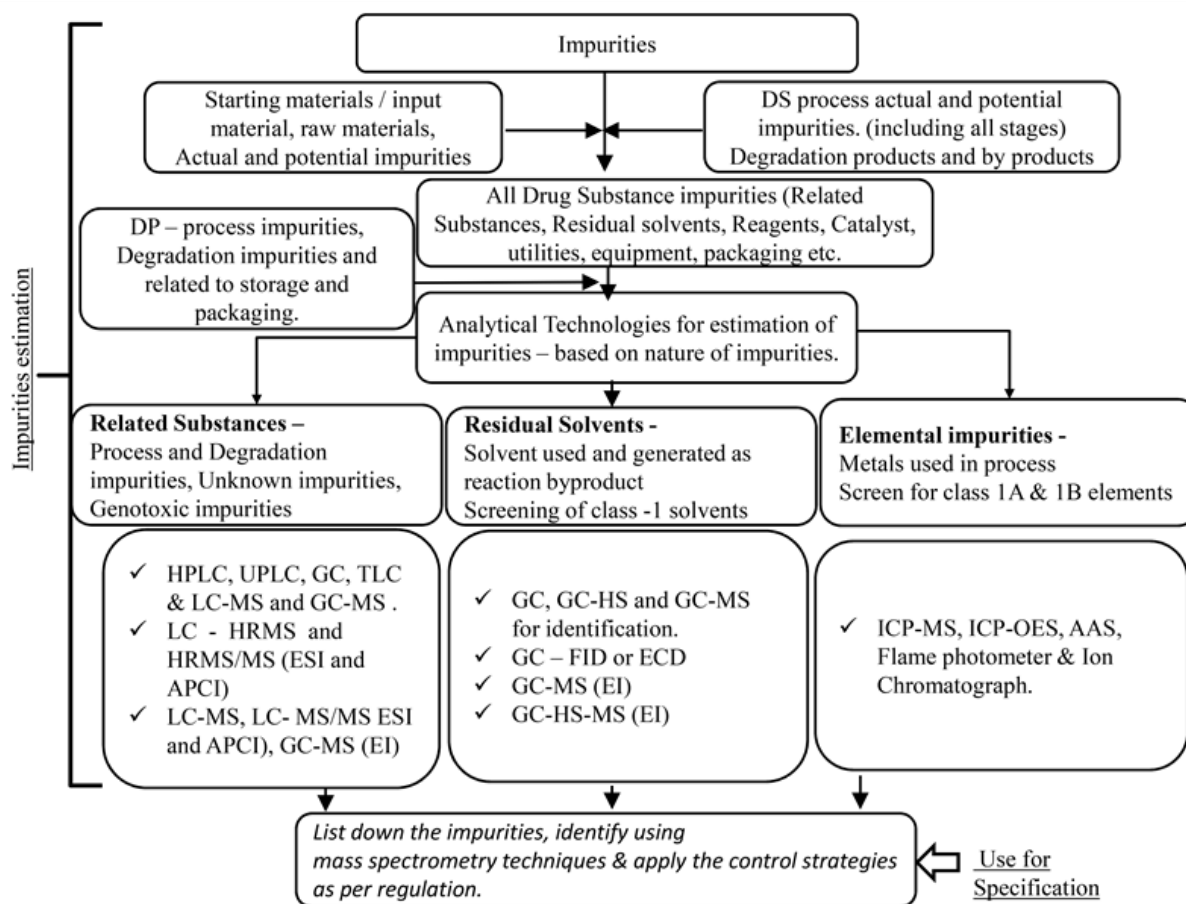 Impurities
Starting materials / input
material, raw materials,
Actual and potential impurities
DS process actual and potential
impurities. (including all stages)
Degradation products and by products
All Drug Substance impurities (Related
Substances, Residual solvents, Reagents, Catalyst,
utilities, equipment, packaging etc.
DP – process impurities,
Degradation impurities and
related to storage and
packaging.
Analytical Technologies for estimation of
impurities – based on nature of impurities.
Impurities estimation
Related Substances –
Process and Degradation
impurities, Unknown impurities,
Genotoxic impurities
Residual Solvents -
Solvent used and generated as
reaction byproduct
Screening of class -1 solvents
Elemental impurities -
Metals used in process
Screen for class 1A & 1B elements
✓ HPLC, UPLC, GC, TLC
& LC-MS and GC-MS .
✓ LC - HRMS and
HRMS/MS (ESI and
APCI)
✓ LC-MS, LC- MS/MS ESI
and APCI), GC-MS (EI)
✓ GC, GC-HS and GC-MS
for identification.
✓ GC – FID or ECD
✓ GC-MS (EI)
✓ GC-HS-MS (EI)
✓ ICP-MS, ICP-OES, AAS,
Flame photometer & Ion
Chromatograph.
List down the impurities, identify using
mass spectrometry techniques & apply the control strategies
as per regulation.
Use for
Specification